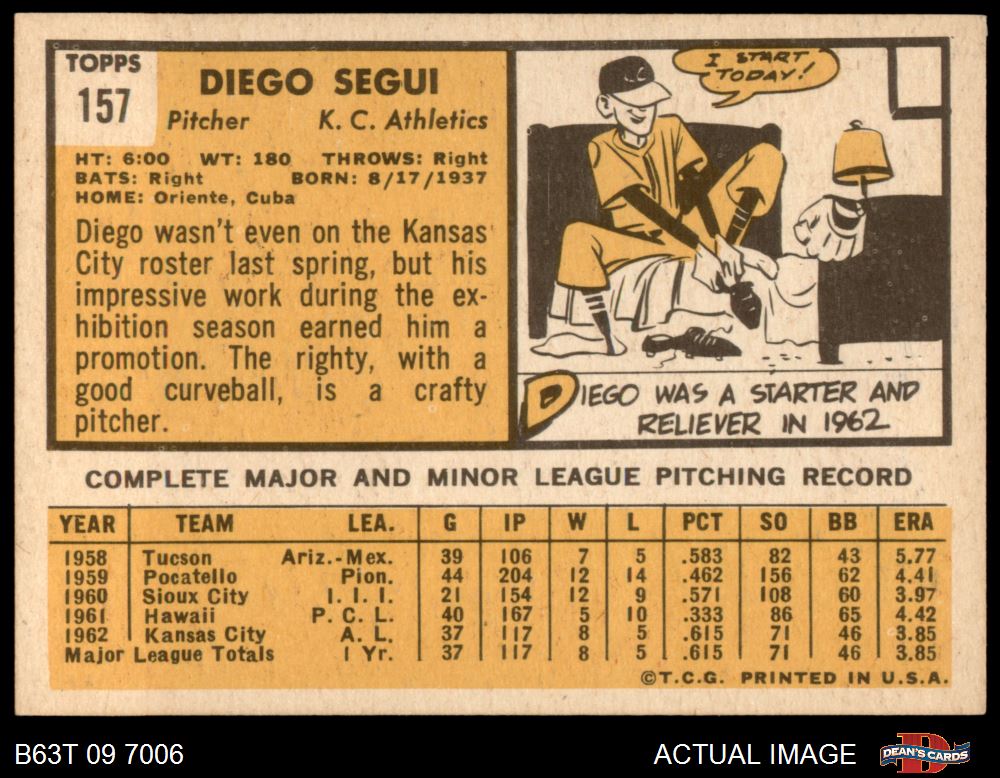 TOPPS
157
DIEGO SEGUI
Pitcher K. C. Athletics
HT: 6:00 WT: 180 THROWS: Right
BATS: Right BORN: 8/17/1937
HOME: Oriente, Cuba
Diego wasn't even on the Kansas
City roster last spring, but his
impressive work during the ex-
hibition season earned him a
promotion. The righty, with a
good curveball, is a crafty
pitcher.
I START
TODAY!
KC
DIEGO WAS A STARTER AND
RELIEVER IN 1962
COMPLETE MAJOR AND MINOR LEAGUE PITCHING RECORD
YEAR TEAM LEA. G IP W L PCT SO BB ERA
1958 Tucson Ariz.-Mex. 39 106 7 5 .583 82 43 5.77
1959 Pocatello Pion. 44 204 12 14 .462 156 62 4.41
1960 Sioux City I. I. I. 21 154 12 9 .571 108 60 3.97
1961 Hawaii P. C. L. 40 167 5 10 .333 86 65 4.42
1962 Kansas City A. L. 37 117 8 5 .615 71 46 3.85
Major League Totals 1 Yr. 37 117 8 5 .615 71 46 3.85
©T.C.G. PRINTED IN U.S.A.
B63T 09 7006 ACTUAL IMAGE DEAN'S CARDS